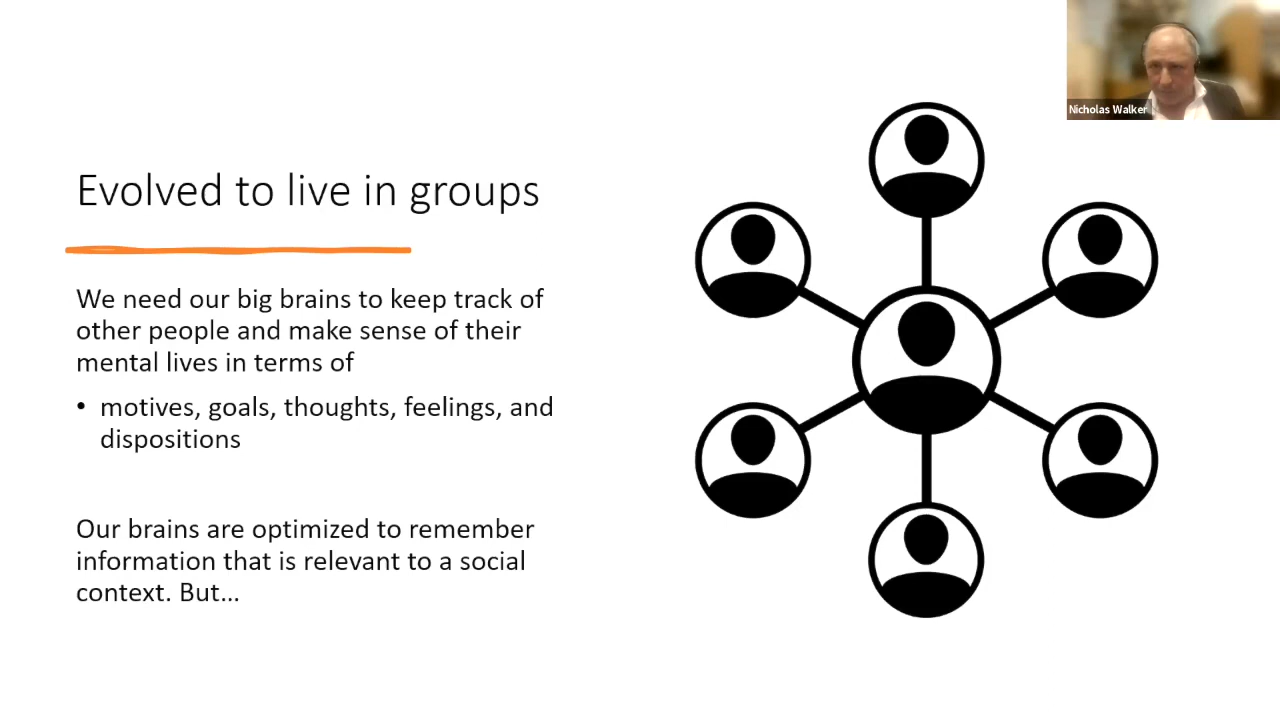 Nicholas Walker
Evolved to live in groups
We need our big brains to keep track of
other people and make sense of their
mental lives in terms of
• motives, goals, thoughts, feelings, and
dispositions
Our brains are optimized to remember
information that is relevant to a social
context. But...